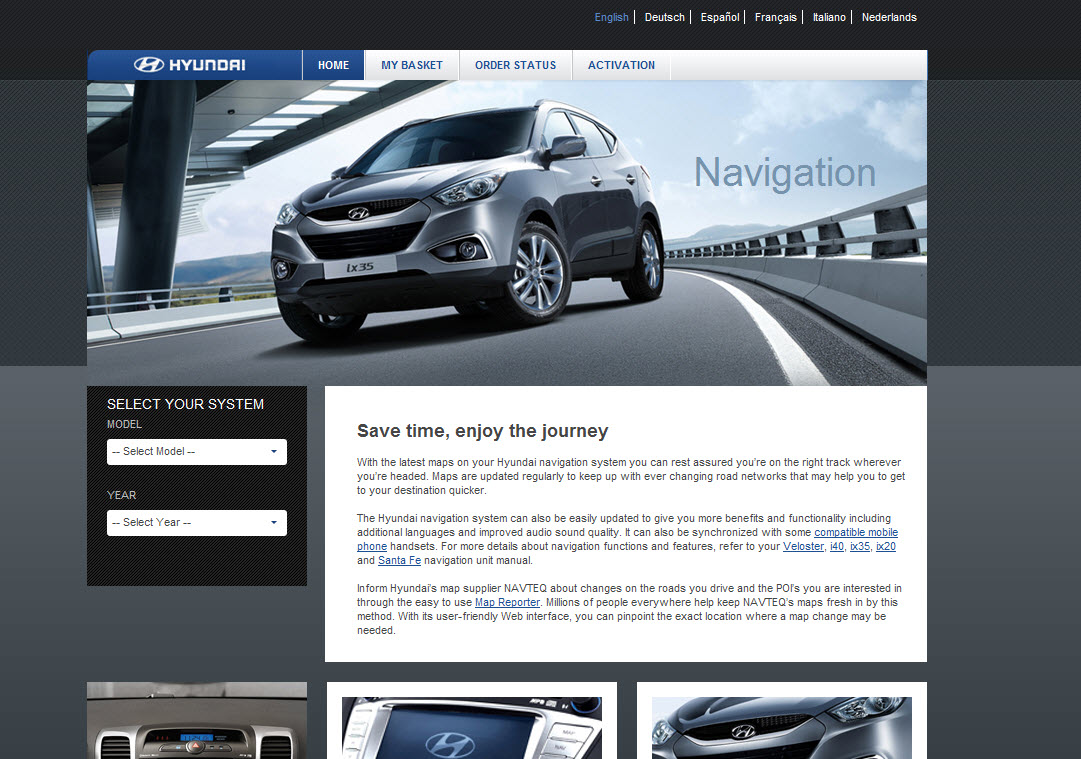 English Deutsch Español Français Italiano Nederlands
HYUNDAI HOME MY BASKET ORDER STATUS ACTIVATION
Navigation
ix35
SELECT YOUR SYSTEM
MODEL
-- Select Model --
YEAR
-- Select Year --
Save time, enjoy the journey
With the latest maps on your Hyundai navigation system you can rest assured you're on the right track wherever
you're headed. Maps are updated regularly to keep up with ever changing road networks that may help you to get
to your destination quicker.
The Hyundai navigation system can also be easily updated to give you more benefits and functionality including
additional languages and improved audio sound quality. It can also be synchronized with some compatible mobile
phone handsets. For more details about navigation functions and features, refer to your Veloster, i40, ix35, ix20
and Santa Fe navigation unit manual.
Inform Hyundai's map supplier NAVTEQ about changes on the roads you drive and the POI's you are interested in
through the easy to use Map Reporter. Millions of people everywhere help keep NAVTEQ's maps fresh in by this
method. With its user-friendly Web interface, you can pinpoint the exact location where a map change may be
needed.
MAP
NAV